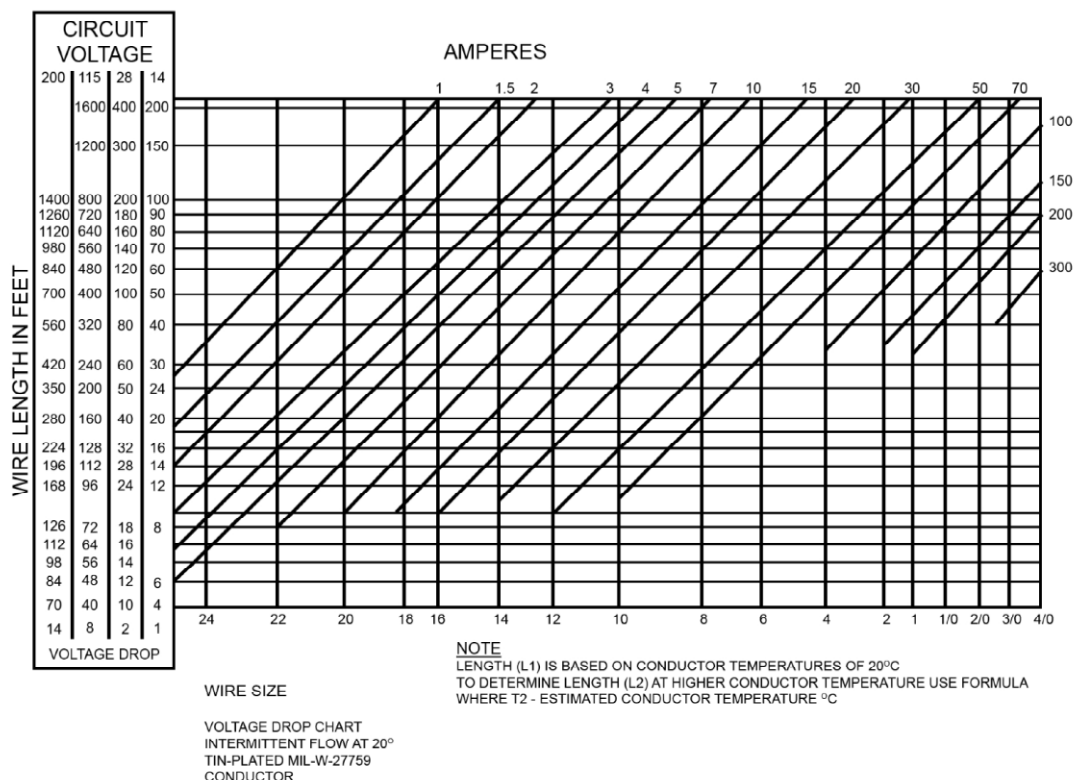 CIRCUIT
VOLTAGE
AMPERES
200 115 28 14
1 1.5 2 3 4 5 7 10 15 20 30 50 70
1600 400 200
100
1200 300 150
150
1400 800 200 100
1260 720 180 90
200
1120 640 160 80
980 560 140 70
840 480 120 60
300
700 400 100 50
560 320 80 40
420 240 60 30
350 200 50 24
280 160 40 20
224 128 32 16
196 112 28 14
168 96 24 12
126 72 18 8
112 64 16
98 56 14
84 48 12 6
70 40 10 4
14 8 2 1
WIRE LENGTH IN FEET
24 22 20 18 16 14 12 10 8 6 4 2 1 1/0 2/0 3/0 4/0
VOLTAGE DROP
NOTE
LENGTH (L1) IS BASED ON CONDUCTOR TEMPERATURES OF 20ºC
TO DETERMINE LENGTH (L2) AT HIGHER CONDUCTOR TEMPERATURE USE FORMULA
WHERE T2 - ESTIMATED CONDUCTOR TEMPERATURE ºC
WIRE SIZE
VOLTAGE DROP CHART
INTERMITTENT FLOW AT 20º
TIN-PLATED MIL-W-27759
CONDUCTOR